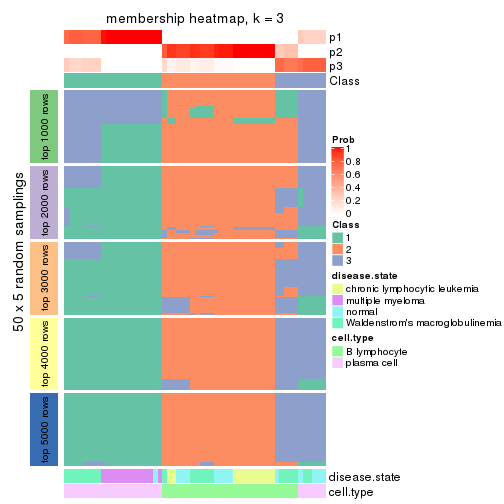 membership heatmap, k = 3
p1
p2
p3
Class
50 x 5 random samplings
top 1000 rows
top 2000 rows
top 3000 rows
top 4000 rows
top 5000 rows
Prob
1
0.8
0.6
0.4
0.2
0
Class
1
2
3
disease.state
chronic lymphocytic leukemia
multiple myeloma
normal
Waldenstrom's macroglobulinemia
cell.type
B lymphocyte
plasma cell
disease.state
cell.type